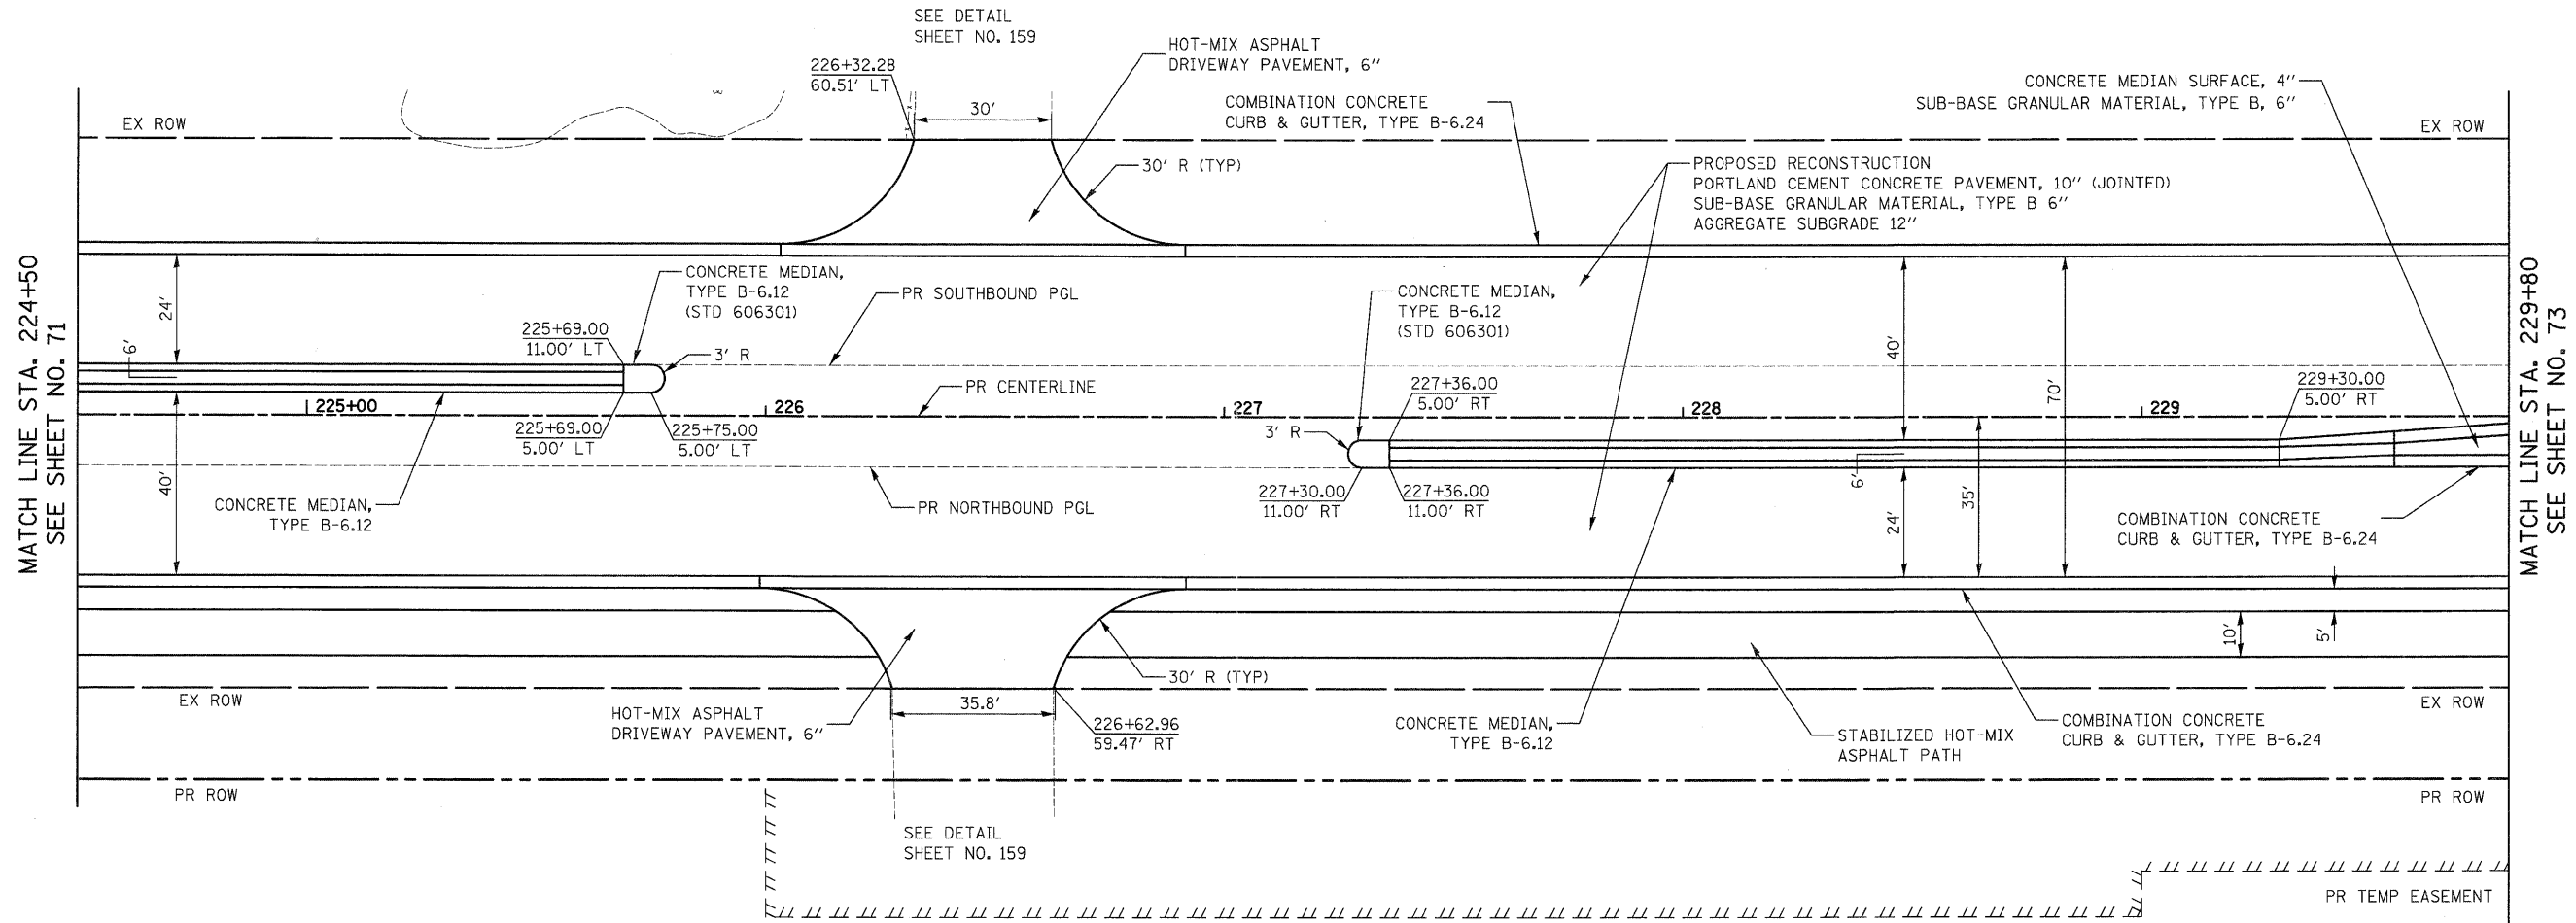 SEE DETAIL
SHEET NO. 159
HOT-MIX ASPHALT
DRIVEWAY PAVEMENT, 6"
226+32.28
60.51' LT
30'
COMBINATION CONCRETE
CURB & GUTTER, TYPE B-6.24
CONCRETE MEDIAN SURFACE, 4"
SUB-BASE GRANULAR MATERIAL, TYPE B, 6"
EX ROW
EX ROW
30' R (TYP)
PROPOSED RECONSTRUCTION
PORTLAND CEMENT CONCRETE PAVEMENT, 10" (JOINTED)
SUB-BASE GRANULAR MATERIAL, TYPE B 6"
AGGREGATE SUBGRADE 12"
MATCH LINE STA. 224+50
SEE SHEET NO. 71
24'
6'
40'
CONCRETE MEDIAN,
TYPE B-6.12
(STD 606301)
PR SOUTHBOUND PGL
225+69.00
11.00' LT
3' R
PR CENTERLINE
CONCRETE MEDIAN,
TYPE B-6.12
(STD 606301)
40'
70'
227+36.00
5.00' RT
229+30.00
5.00' RT
225+00
226
227
228
229
225+69.00
5.00' LT
225+75.00
5.00' LT
3' R
CONCRETE MEDIAN,
TYPE B-6.12
PR NORTHBOUND PGL
227+30.00
11.00' RT
227+36.00
11.00' RT
6'
24'
35'
COMBINATION CONCRETE
CURB & GUTTER, TYPE B-6.24
MATCH LINE STA. 229+80
SEE SHEET NO. 73
10'
5'
30' R (TYP)
EX ROW
EX ROW
35.8'
HOT-MIX ASPHALT
DRIVEWAY PAVEMENT, 6"
226+62.96
59.47' RT
CONCRETE MEDIAN,
TYPE B-6.12
STABILIZED HOT-MIX
ASPHALT PATH
COMBINATION CONCRETE
CURB & GUTTER, TYPE B-6.24
PR ROW
PR ROW
SEE DETAIL
SHEET NO. 159
PR TEMP EASEMENT